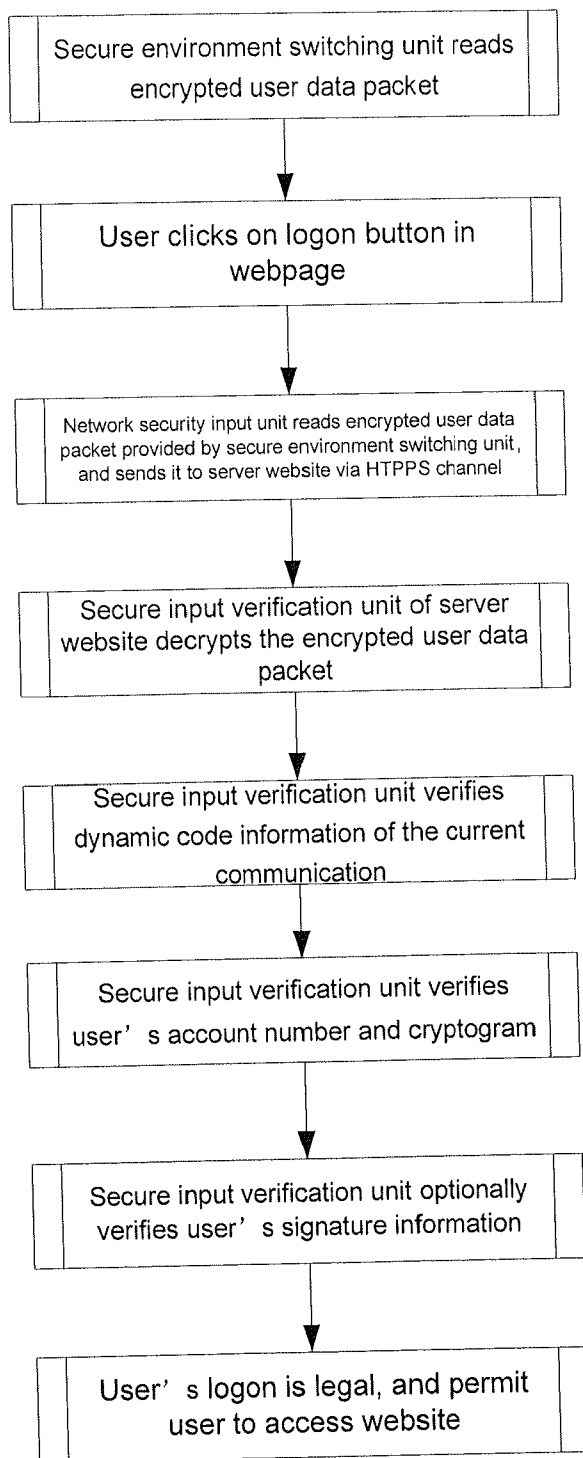 Secure environment switching unit reads
encrypted user data packet
User clicks on logon button in
webpage
Network security input unit reads encrypted user data
packet provided by secure environment switching unit,
and sends it to server website via HTPPS channel
Secure input verification unit of server
website decrypts the encrypted user data
packet
Secure input verification unit verifies
dynamic code information of the current
communication
Secure input verification unit verifies
user' s account number and cryptogram
Secure input verification unit optionally
verifies user' s signature information
User' s logon is legal, and permit
user to access website